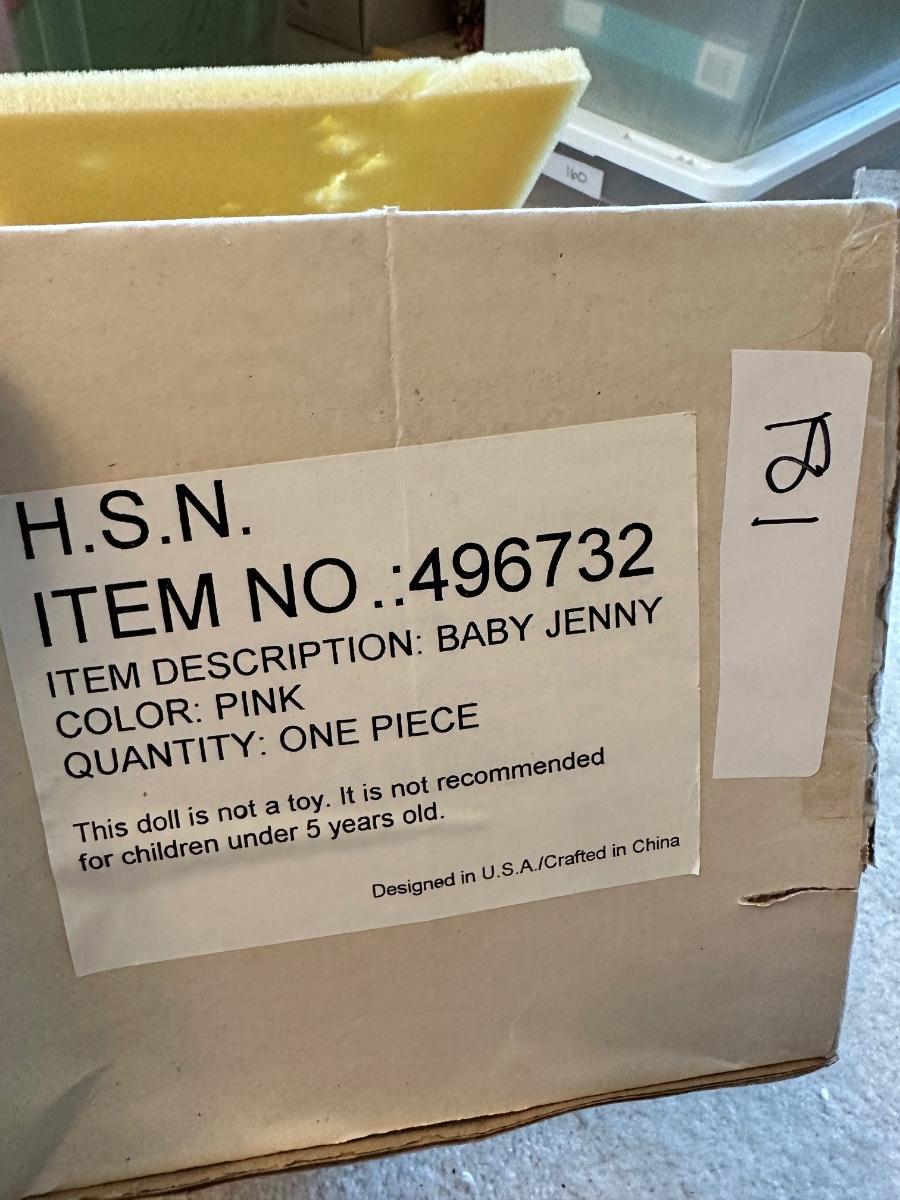 160
H.S.N.
ITEM NO.:496732
ITEM DESCRIPTION: BABY JENNY
COLOR: PINK
QUANTITY: ONE PIECE
This doll is not a toy. It is not recommended
for children under 5 years old.
Designed in U.S.A./Crafted in China